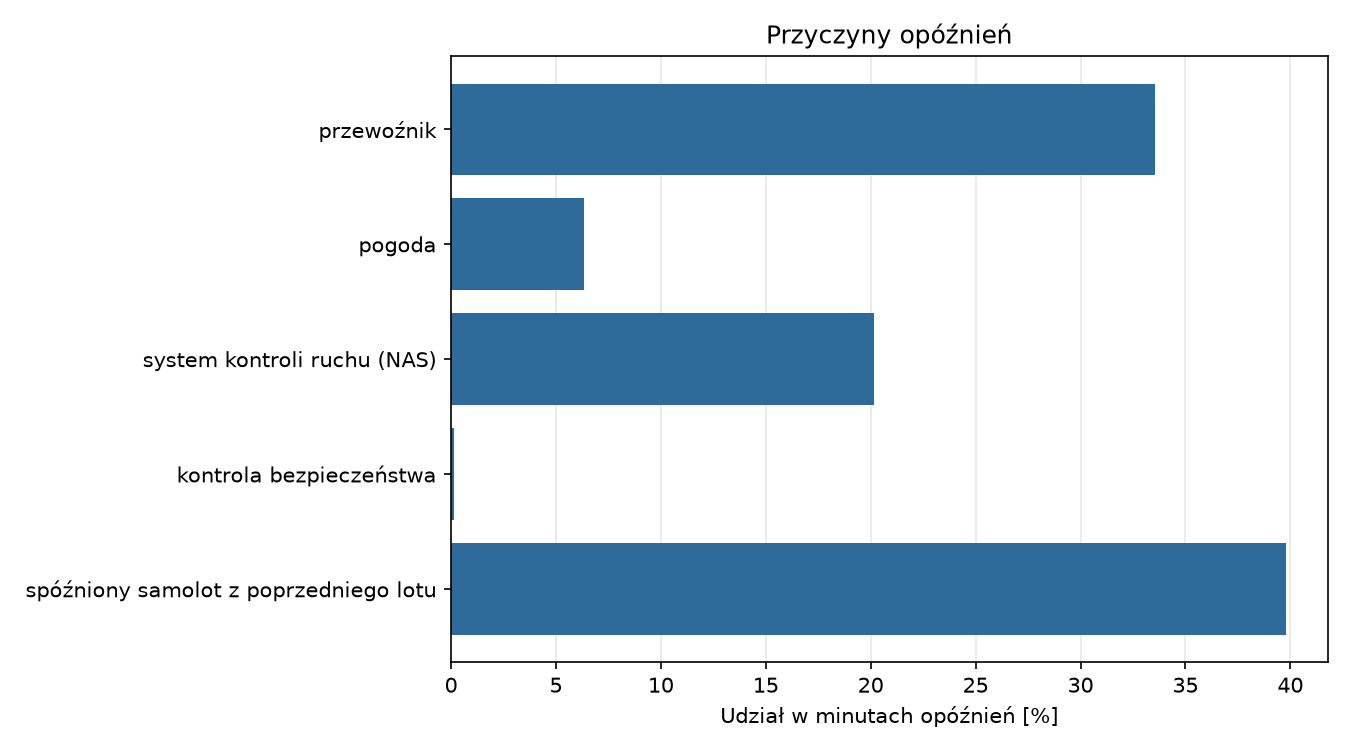 Przyczyny opóźnień
przewoźnik
pogoda
system kontroli ruchu (NAS)
kontrola bezpieczeństwa
spóźniony samolot z poprzedniego lotu
0 5 10 15 20 25 30 35 40
Udział w minutach opóźnień [%]